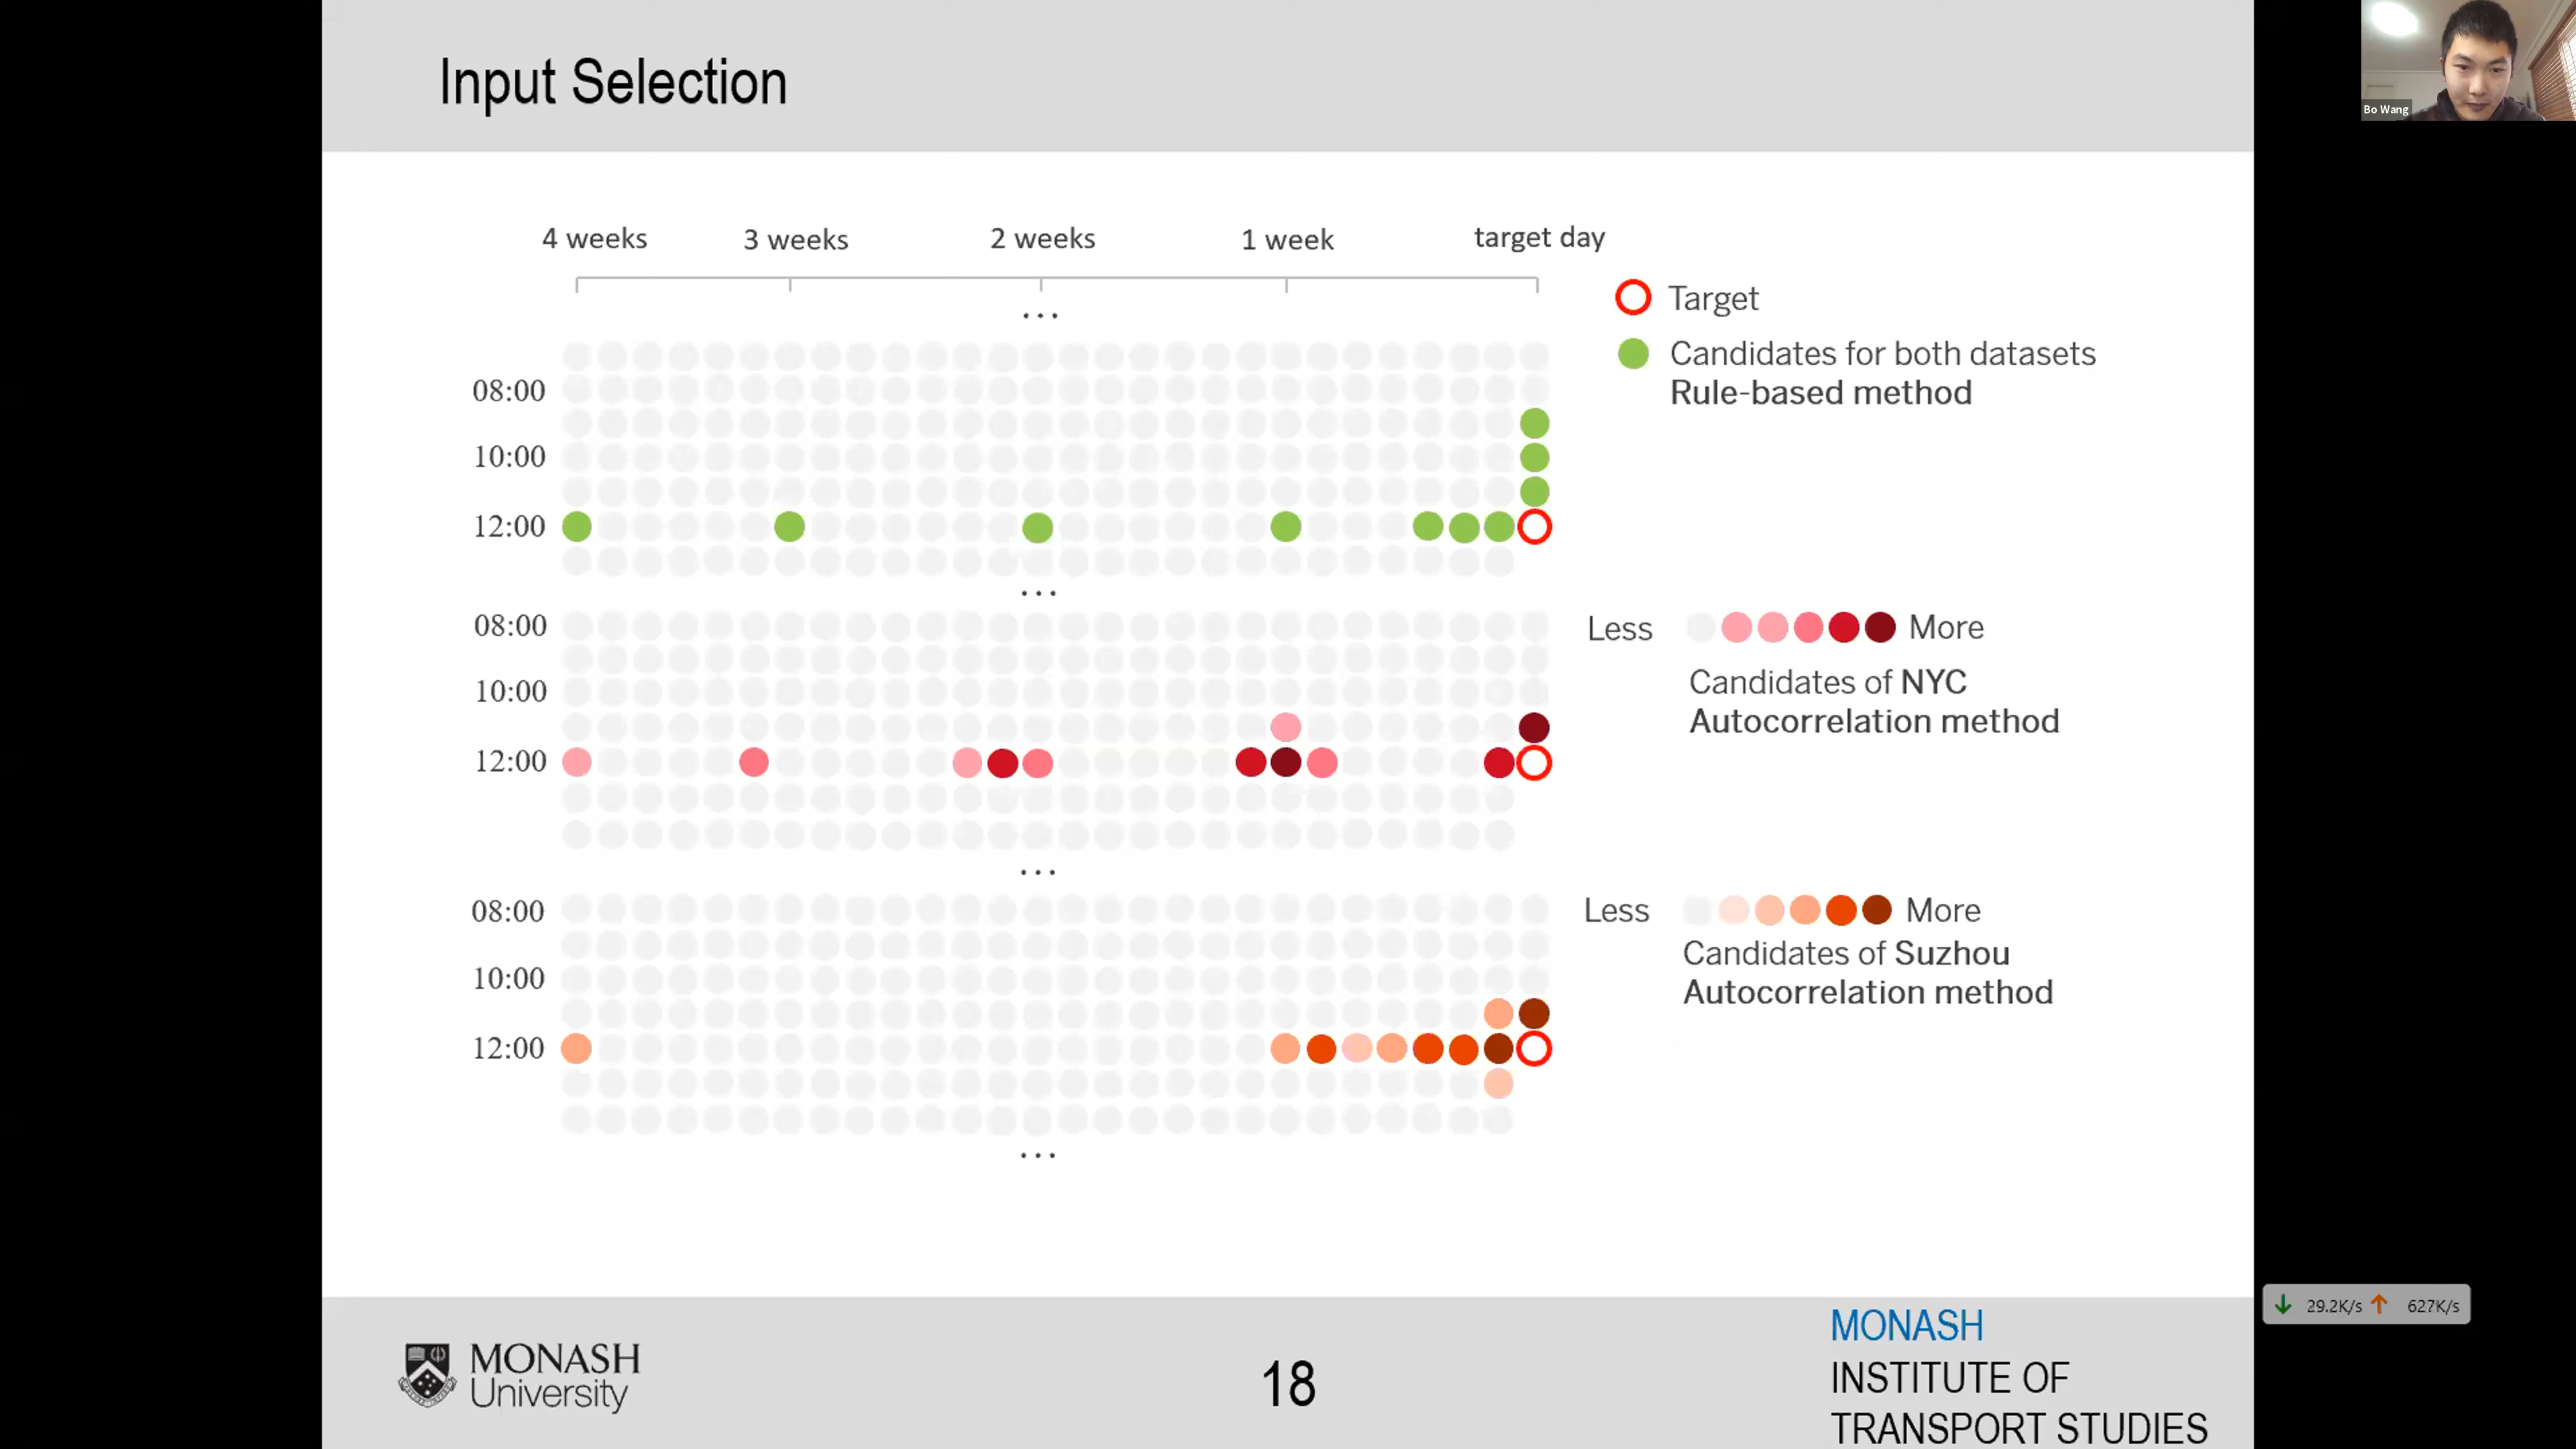 Input Selection
Bo Wang
4 weeks 3 weeks 2 weeks 1 week target day
...
Target
Candidates for both datasets
Rule-based method
08:00
10:00
12:00
...
08:00
10:00
12:00
Less More
Candidates of NYC
Autocorrelation method
...
08:00
10:00
12:00
Less More
Candidates of Suzhou
Autocorrelation method
...
29.2K/s 627K/s
MONASH
University
18
MONASH
INSTITUTE OF
TRANSPORT STUDIES